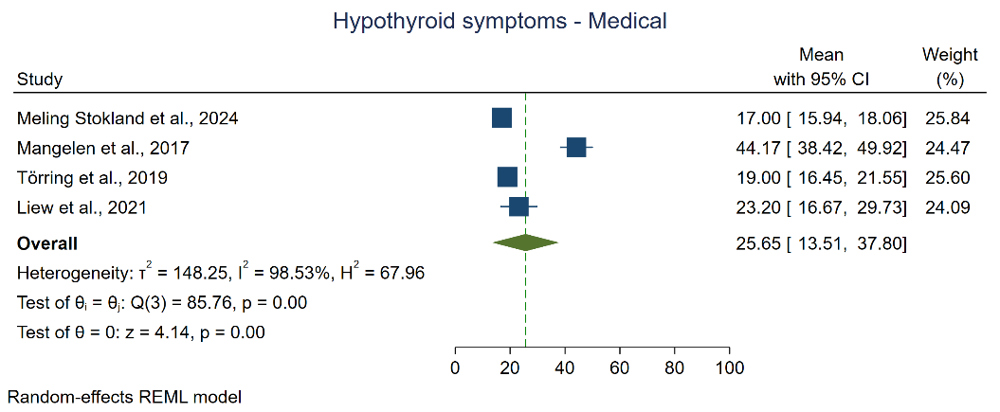 Hypothyroid symptoms - Medical
Mean Weight
Study with 95% CI (%)
Meling Stokland et al., 2024 17.00 [ 15.94, 18.06] 25.84
Mangelen et al., 2017 44.17 [ 38.42, 49.92] 24.47
Törring et al., 2019 19.00 [ 16.45, 21.55] 25.60
Liew et al., 2021 23.20 [ 16.67, 29.73] 24.09
Overall 25.65 [ 13.51, 37.80]
Heterogeneity: τ² = 148.25, I² = 98.53%, H² = 67.96
Test of θᵢ = θⱼ: Q(3) = 85.76, p = 0.00
Test of θ = 0: z = 4.14, p = 0.00
0 20 40 60 80 100
Random-effects REML model